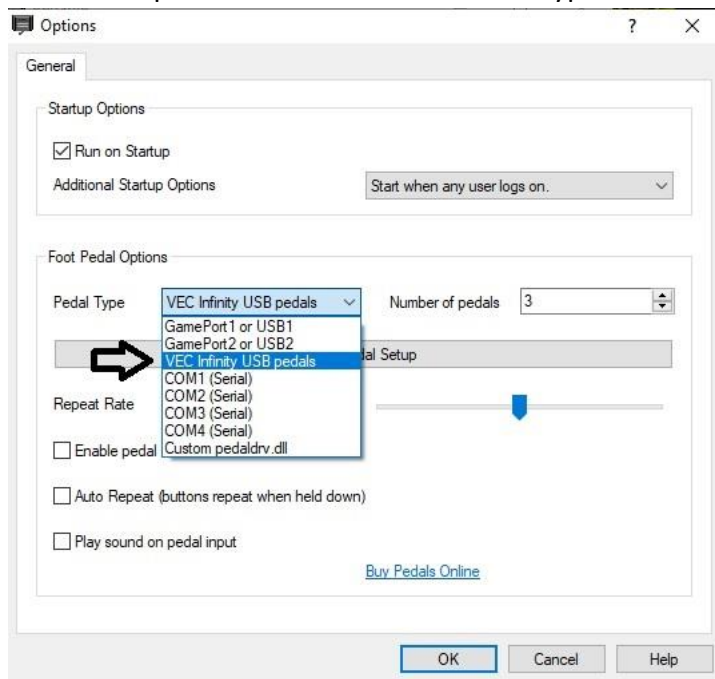 Options
?
General
Startup Options
Run on Startup
Additional Startup Options
Start when any user logs on.
Foot Pedal Options
Pedal Type
VEC Infinity USB pedals
Number of pedals
3
GamePort1 or USB1
GamePort2 or USB2
VEC Infinity USB pedals
COM1 (Serial)
COM2 (Serial)
COM3 (Serial)
COM4 (Serial)
Custom pedaldrv.dll
Setup
Repeat Rate
Enable pedal
Auto Repeat (buttons repeat when held down)
Play sound on pedal input
Buy Pedals Online
OK
Cancel
Help